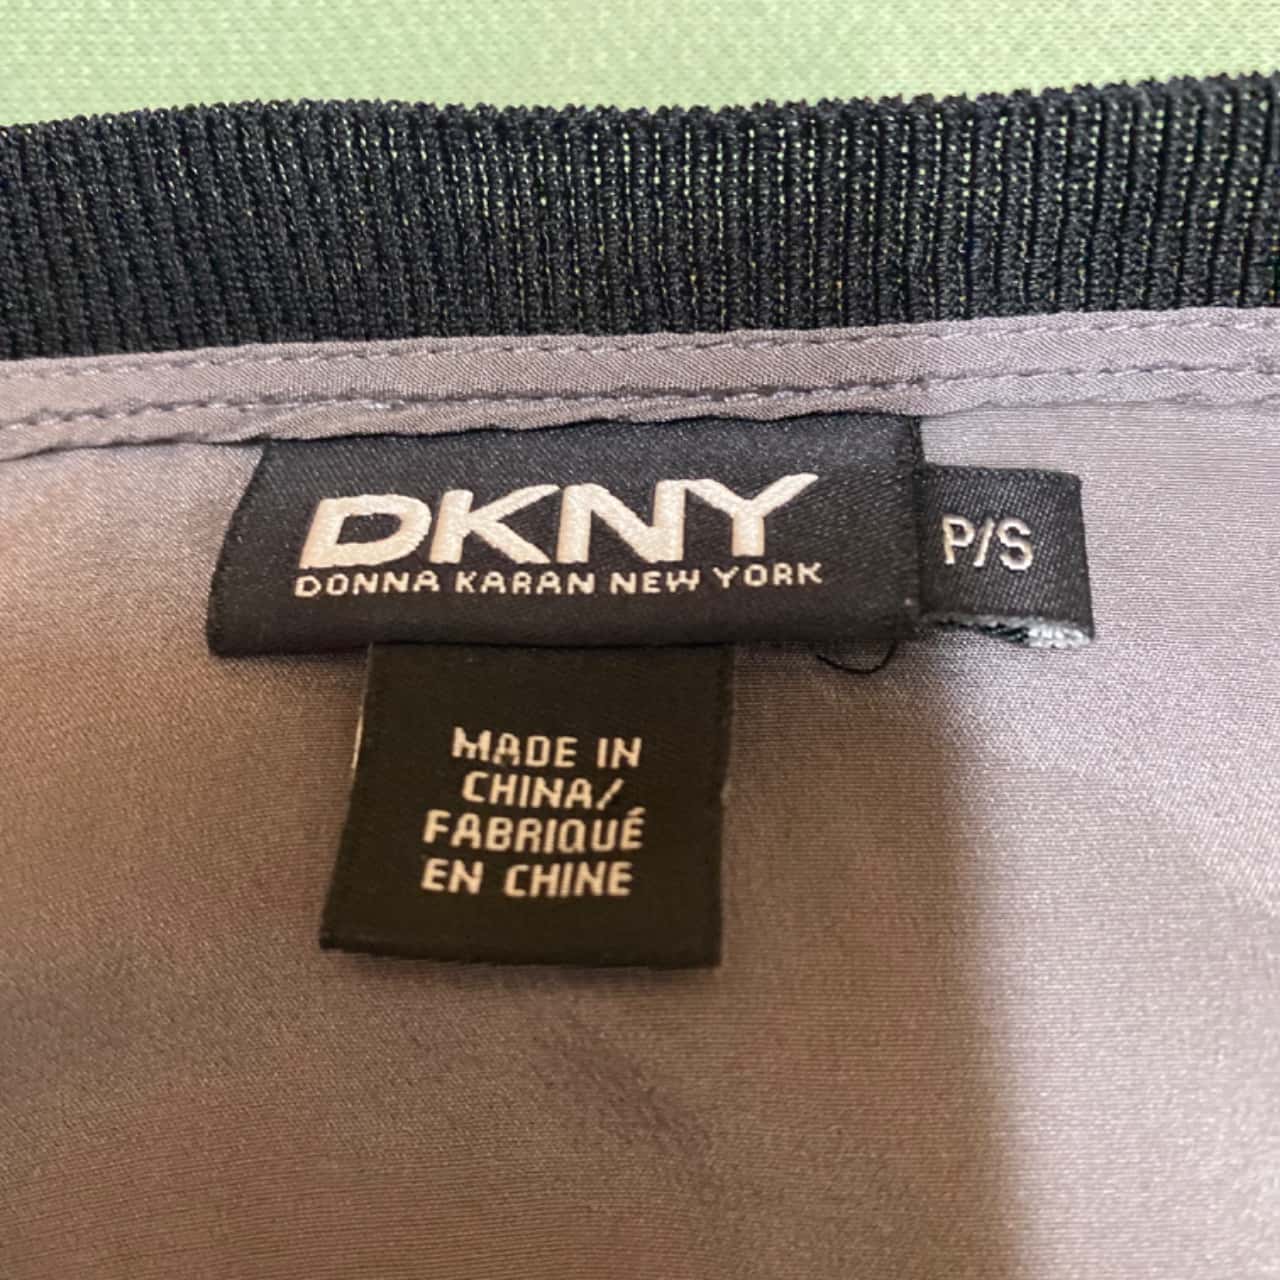 DKNY
DONNA KARAN NEW YORK
P/S
MADE IN
CHINA/
FABRIQUÉ
EN CHINE